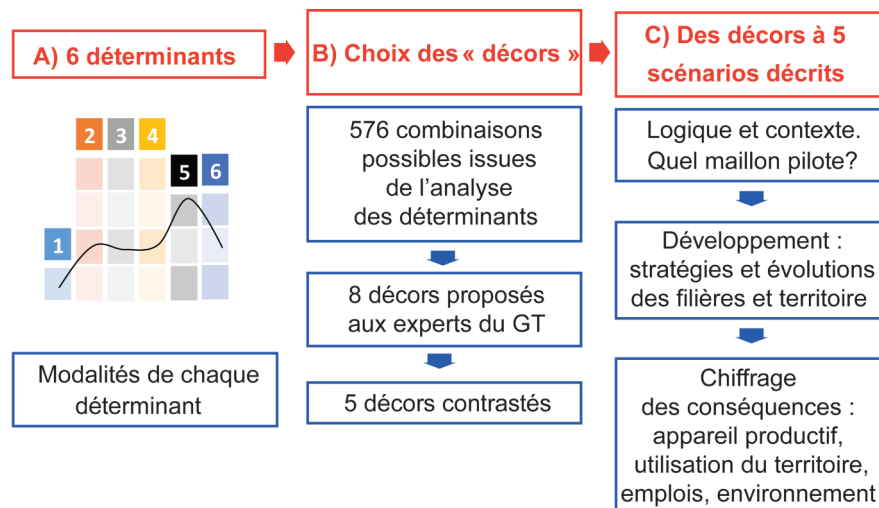 A) 6 déterminants
2 3 4
5 6
1
Modalités de chaque
déterminant
B) Choix des « décors »
576 combinaisons
possibles issues
de l’analyse
des déterminants
8 décors proposés
aux experts du GT
5 décors contrastés
C) Des décors à 5
scénarios décrits
Logique et contexte.
Quel maillon pilote?
Développement :
stratégies et évolutions
des filières et territoire
Chiffrage
des conséquences :
appareil productif,
utilisation du territoire,
emplois, environnement